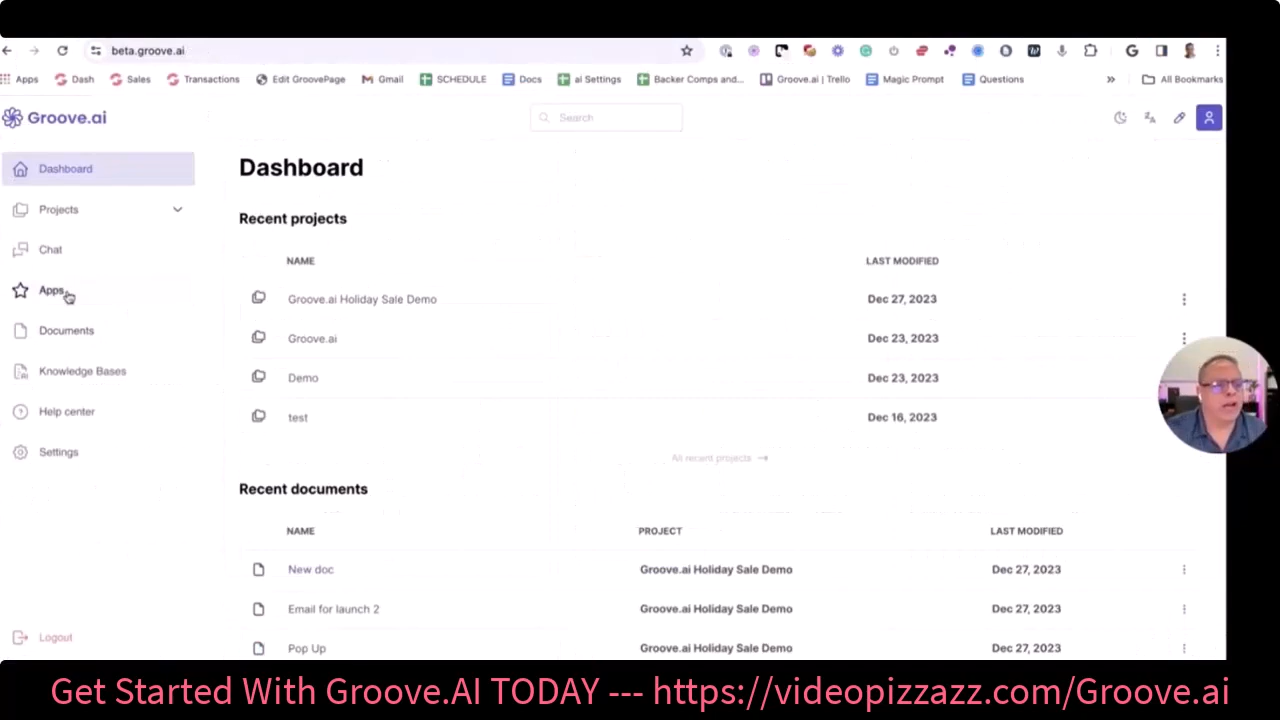 beta.groove.ai
Apps Dash Sales Transactions Edit GroovePage Gmail SCHEDULE Docs ai Settings Backer Comps and... Groove.ai | Trello Magic Prompt Questions » All Bookmarks
Groove.ai
Search
Dashboard
Projects
Chat
Apps
Documents
Knowledge Bases
Help center
Settings
Logout
Dashboard
Recent projects
NAME LAST MODIFIED
Groove.ai Holiday Sale Demo Dec 27, 2023
Groove.ai Dec 23, 2023
Demo Dec 23, 2023
test Dec 16, 2023
All recent projects →
Recent documents
NAME PROJECT LAST MODIFIED
New doc Groove.ai Holiday Sale Demo Dec 27, 2023
Email for launch 2 Groove.ai Holiday Sale Demo Dec 27, 2023
Pop Up Groove.ai Holiday Sale Demo Dec 27, 2023
Get Started With Groove.AI TODAY --- https://videopizzazz.com/Groove.ai